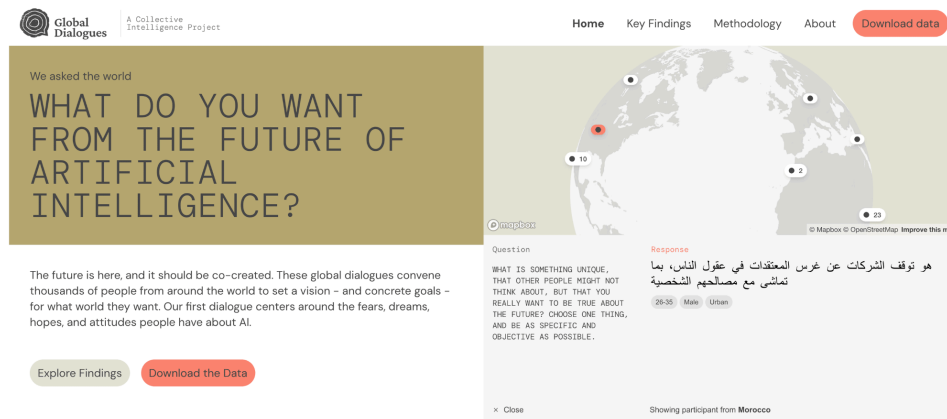 Global
Dialogues
A Collective
Intelligence Project
Home
Key Findings
Methodology
About
Download data
We asked the world
WHAT DO YOU WANT
FROM THE FUTURE OF
ARTIFICIAL
INTELLIGENCE?
The future is here, and it should be co-created. These global dialogues convene
thousands of people from around the world to set a vision - and concrete goals -
for what world they want. Our first dialogue centers around the fears, dreams,
hopes, and attitudes people have about AI.
Explore Findings
Download the Data
10
2
23
mapbox
© Mapbox © OpenStreetMap Improve this m
Question
WHAT IS SOMETHING UNIQUE,
THAT OTHER PEOPLE MIGHT NOT
THINK ABOUT, BUT THAT YOU
REALLY WANT TO BE TRUE ABOUT
THE FUTURE? CHOOSE ONE THING,
AND BE AS SPECIFIC AND
OBJECTIVE AS POSSIBLE.
Response
هو توقف الشركات عن غرس المعتقدات في عقول الناس، بما
تماشى مع مصالحهم الشخصية
26-35
Male
Urban
× Close
Showing participant from Morocco